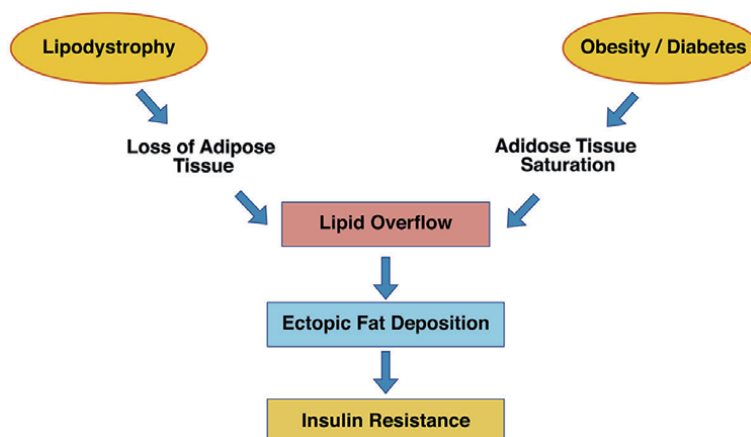 Lipodystrophy
Obesity / Diabetes
Loss of Adipose
Tissue
Adidose Tissue
Saturation
Lipid Overflow
Ectopic Fat Deposition
Insulin Resistance